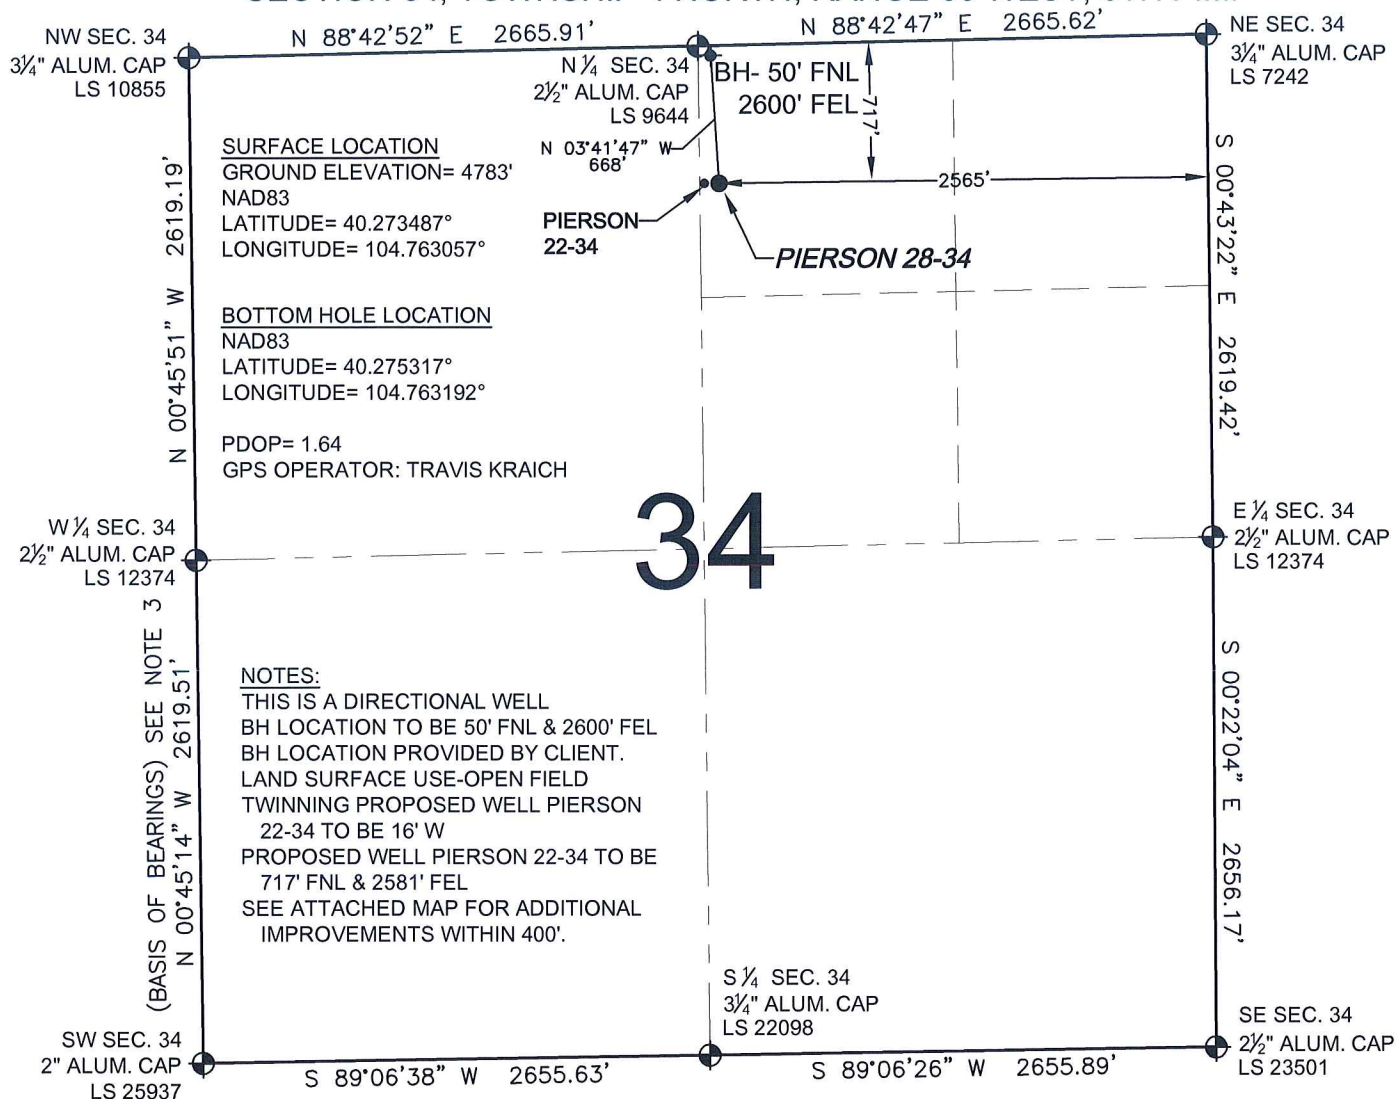 NW SEC. 34
3¼" ALUM. CAP
LS 10855
N 88°42'52" E 2665.91'
N ¼ SEC. 34
2½" ALUM. CAP
LS 9644
N 88°42'47" E 2665.62'
NE SEC. 34
3¼" ALUM. CAP
LS 7242
BH- 50' FNL
2600' FEL
717'
N 03°41'47" W
668'
2565'
PIERSON
22-34
PIERSON 28-34
SURFACE LOCATION
GROUND ELEVATION= 4783'
NAD83
LATITUDE= 40.273487°
LONGITUDE= 104.763057°
BOTTOM HOLE LOCATION
NAD83
LATITUDE= 40.275317°
LONGITUDE= 104.763192°
PDOP= 1.64
GPS OPERATOR: TRAVIS KRAICH
N 00°45'51" W 2619.19'
S 00°43'22" E 2619.42'
34
W ¼ SEC. 34
2½" ALUM. CAP
LS 12374
E ¼ SEC. 34
2½" ALUM. CAP
LS 12374
(BASIS OF BEARINGS) SEE NOTE 3
N 00°45'14" W 2619.51'
S 00°22'04" E 2656.17'
NOTES:
THIS IS A DIRECTIONAL WELL
BH LOCATION TO BE 50' FNL & 2600' FEL
BH LOCATION PROVIDED BY CLIENT.
LAND SURFACE USE-OPEN FIELD
TWINNING PROPOSED WELL PIERSON
22-34 TO BE 16' W
PROPOSED WELL PIERSON 22-34 TO BE
717' FNL & 2581' FEL
SEE ATTACHED MAP FOR ADDITIONAL
IMPROVEMENTS WITHIN 400'.
S ¼ SEC. 34
3¼" ALUM. CAP
LS 22098
SW SEC. 34
2" ALUM. CAP
LS 25937
S 89°06'38" W 2655.63'
S 89°06'26" W 2655.89'
SE SEC. 34
2½" ALUM. CAP
LS 23501